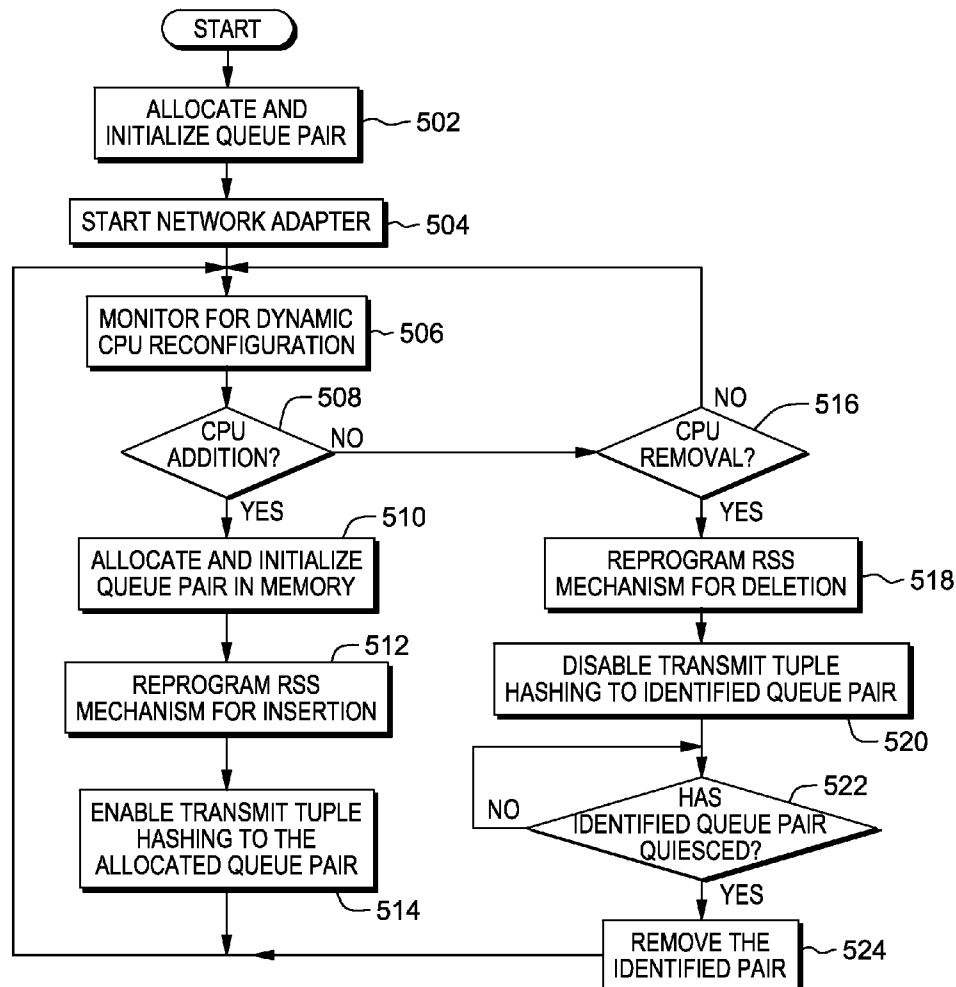 START
ALLOCATE AND
INITIALIZE QUEUE PAIR
502
START NETWORK ADAPTER
504
MONITOR FOR DYNAMIC
CPU RECONFIGURATION
506
508
CPU
ADDITION?
NO
YES
510
ALLOCATE AND INITIALIZE
QUEUE PAIR IN MEMORY
512
REPROGRAM RSS
MECHANISM FOR INSERTION
ENABLE TRANSMIT TUPLE
HASHING TO THE
ALLOCATED QUEUE PAIR
514
NO
516
CPU
REMOVAL?
YES
REPROGRAM RSS
MECHANISM FOR DELETION
518
DISABLE TRANSMIT TUPLE
HASHING TO IDENTIFIED QUEUE PAIR
520
522
HAS
IDENTIFIED QUEUE PAIR
QUIESCED?
NO
YES
REMOVE THE
IDENTIFIED PAIR
524